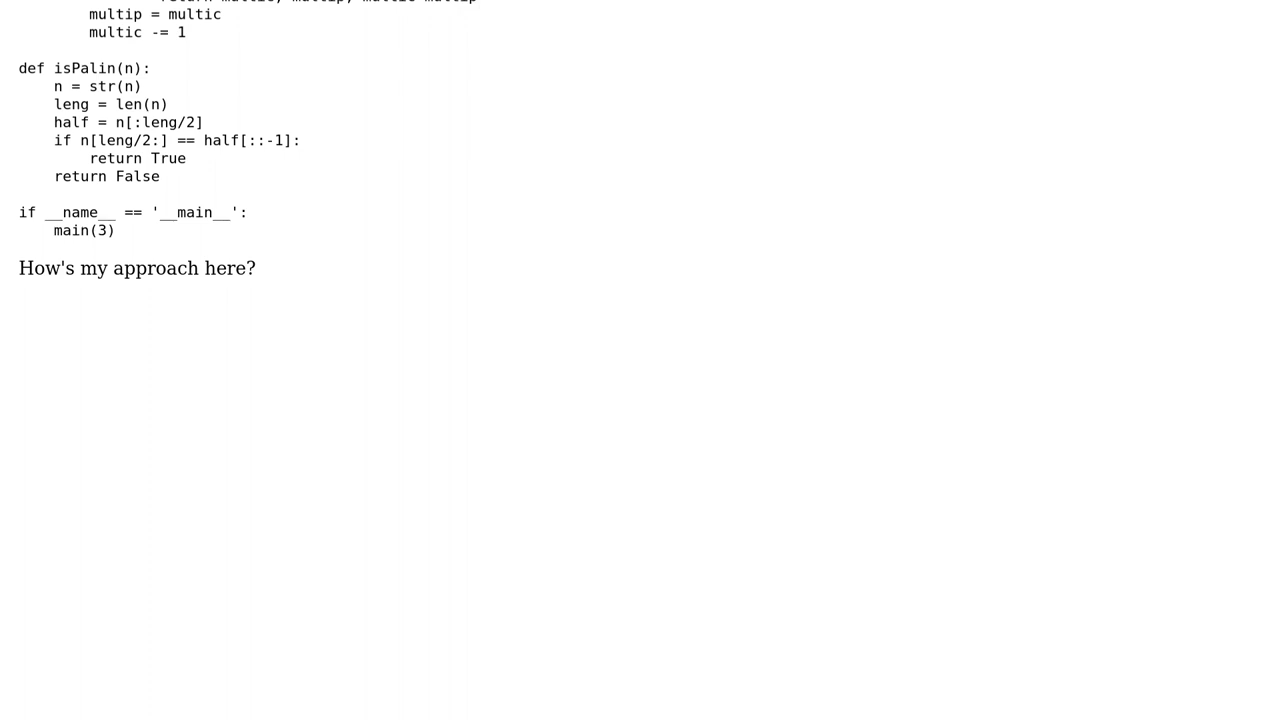 multip = multic
multic -= 1
def isPalin(n):
n = str(n)
leng = len(n)
half = n[:leng/2]
if n[leng/2:] == half[::-1]:
return True
return False
if __name__ == '__main__':
main(3)
How's my approach here?